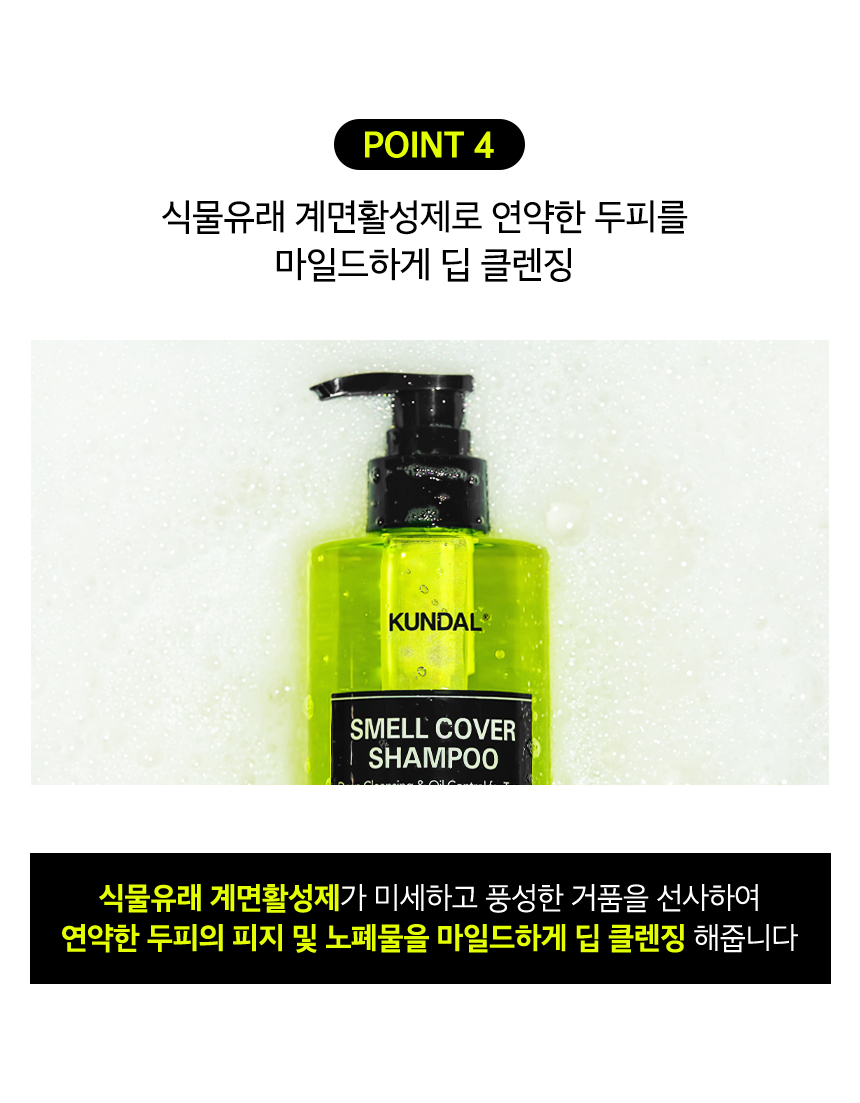 POINT 4
식물유래 계면활성제로 연약한 두피를
마일드하게 딥 클렌징
KUNDAL®
SMELL COVER
SHAMPOO
Cleansing & Oil Control
식물유래 계면활성제가 미세하고 풍성한 거품을 선사하여
연약한 두피의 피지 및 노폐물을 마일드하게 딥 클렌징 해줍니다